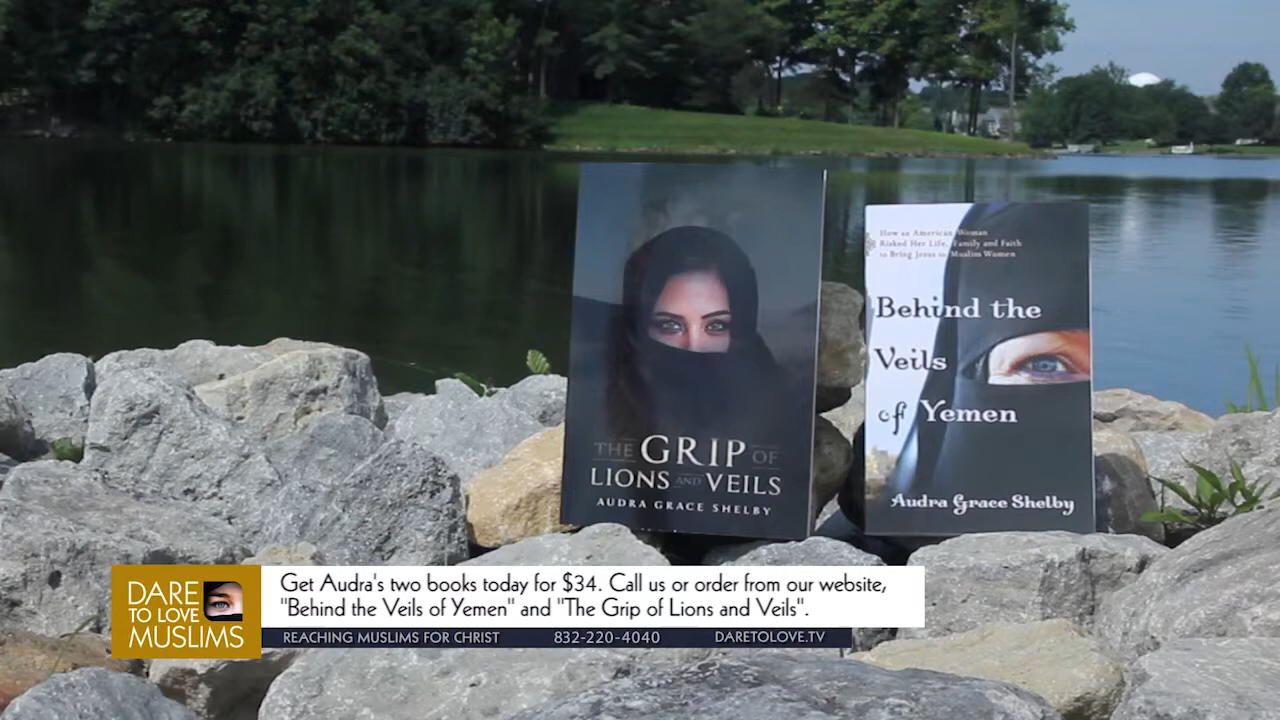 How an American Woman
Risked Her Life, Family and Faith
to Bring Jesus to Muslim Women
Behind the
Veils
of Yemen
Audra Grace Shelby
THE GRIP OF
LIONS AND VEILS
AUDRA GRACE SHELBY
DARE
TO LOVE
MUSLIMS
Get Audra's two books today for $34. Call us or order from our website,
"Behind the Veils of Yemen" and "The Grip of Lions and Veils".
REACHING MUSLIMS FOR CHRIST 832-220-4040 DARETOLOVE.TV